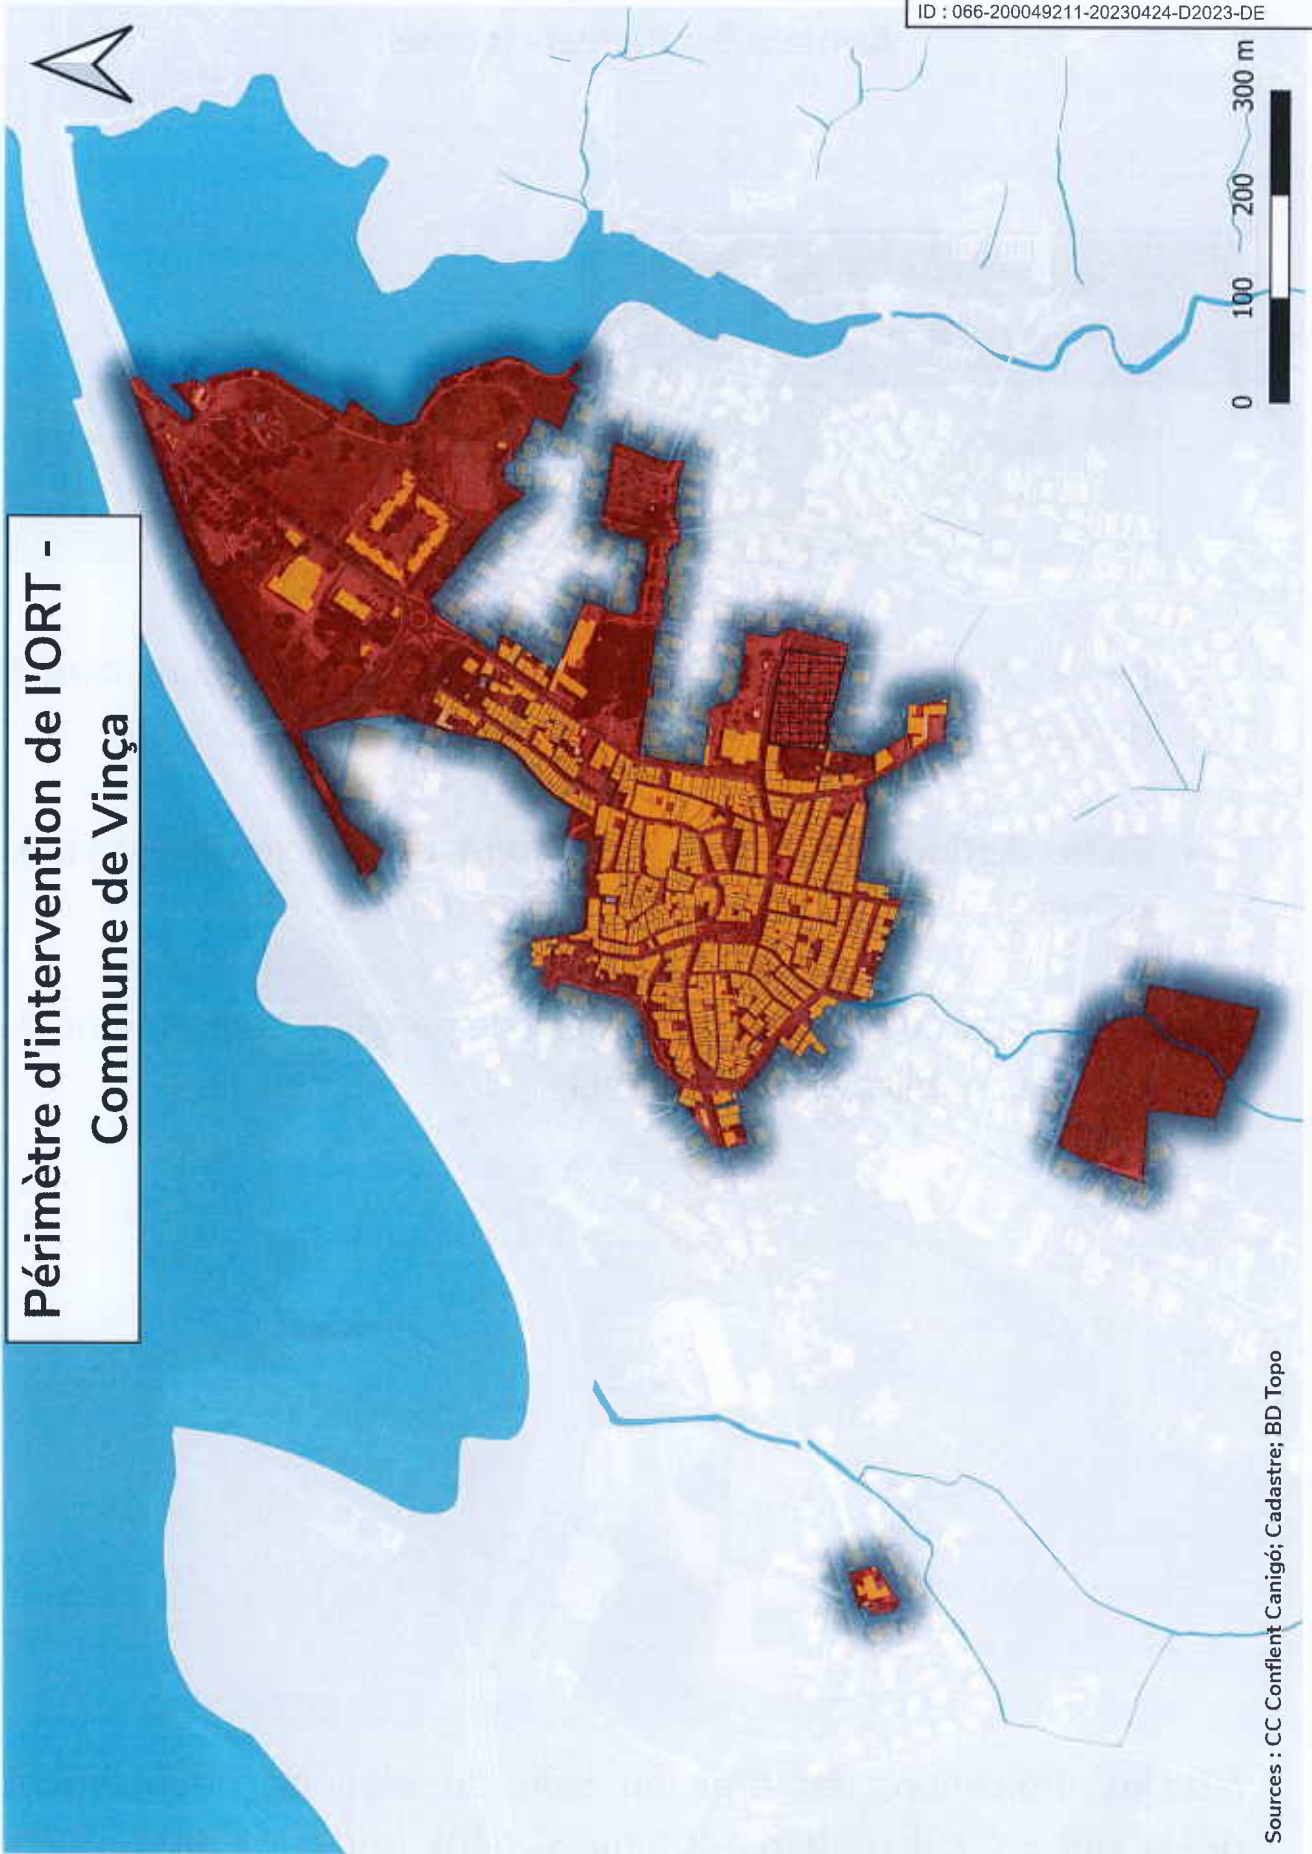 ID : 066-200049211-20230424-D2023-DE
Périmètre d'intervention de l'ORT -
Commune de Vinça
0 100 200 300 m
Sources : CC Conflent Canigó; Cadastre; BD Topo